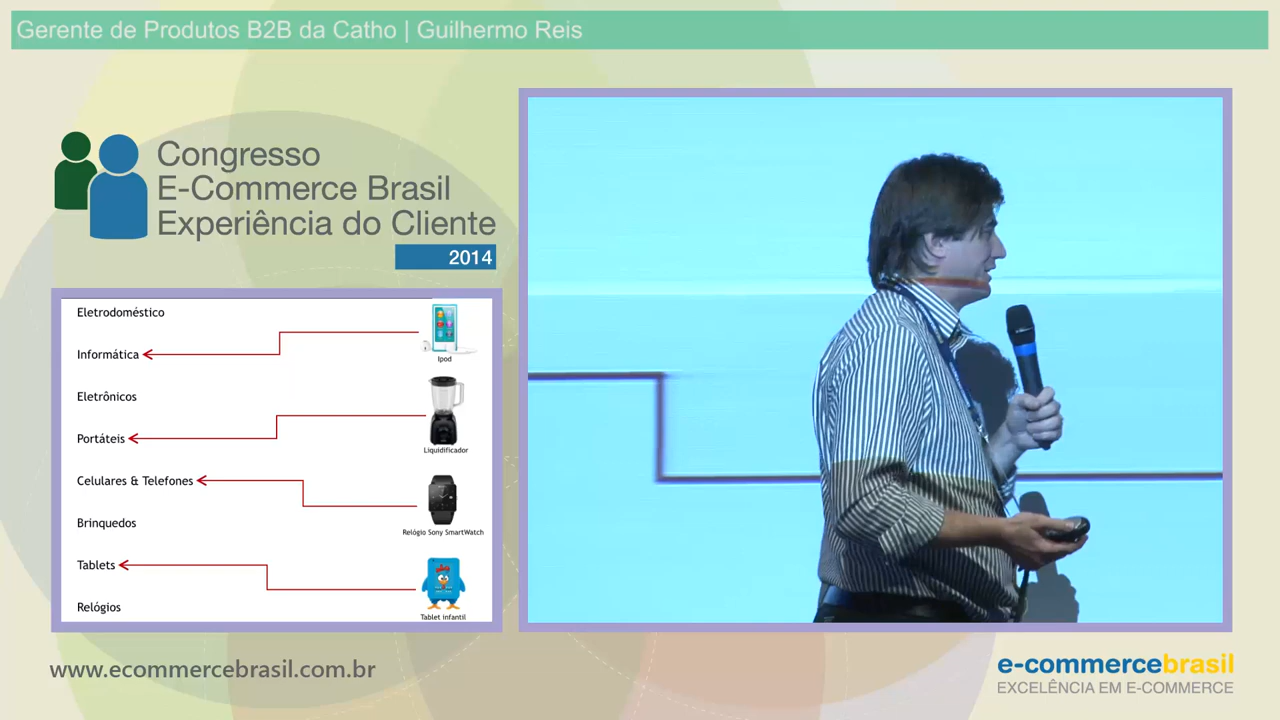 Gerente de Produtos B2B da Catho | Guilhermo Reis
Congresso
E-Commerce Brasil
Experiência do Cliente
2014
Eletrodoméstico
Informática
Eletrônicos
Portáteis
Celulares & Telefones
Brinquedos
Tablets
Relógios
Ipod
Liquidificador
Relógio Sony SmartWatch
Tablet infantil
www.ecommercebrasil.com.br
e-commercebrasil
EXCELÊNCIA EM E-COMMERCE